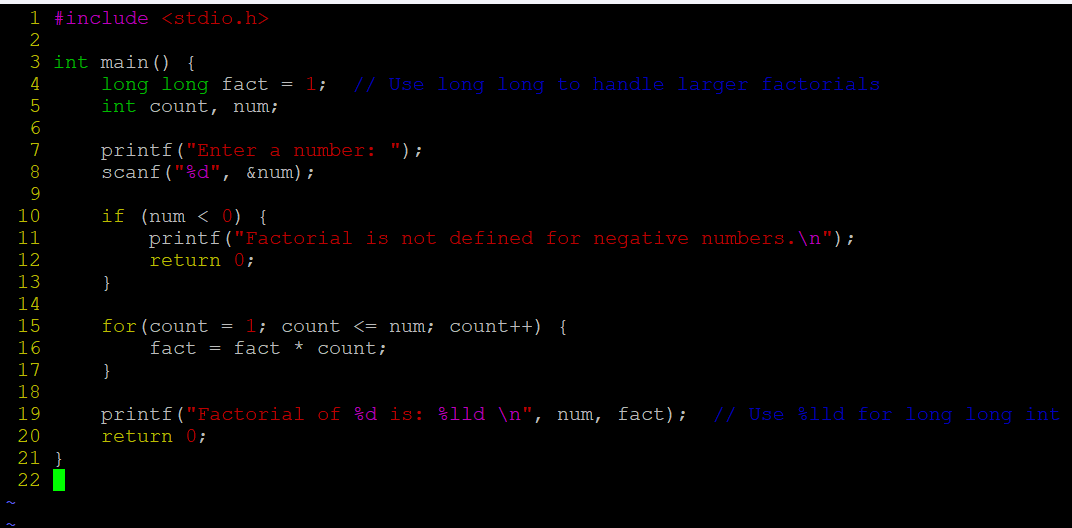 1 #include <stdio.h>
2
3 int main() {
4     long long fact = 1;  // Use long long to handle larger factorials
5     int count, num;
6
7     printf("Enter a number: ");
8     scanf("%d", &num);
9
10     if (num < 0) {
11         printf("Factorial is not defined for negative numbers.\n");
12         return 0;
13     }
14
15     for(count = 1; count <= num; count++) {
16         fact = fact * count;
17     }
18
19     printf("Factorial of %d is: %lld \n", num, fact);  // Use %lld for long long int
20     return 0;
21 }
22
~
~